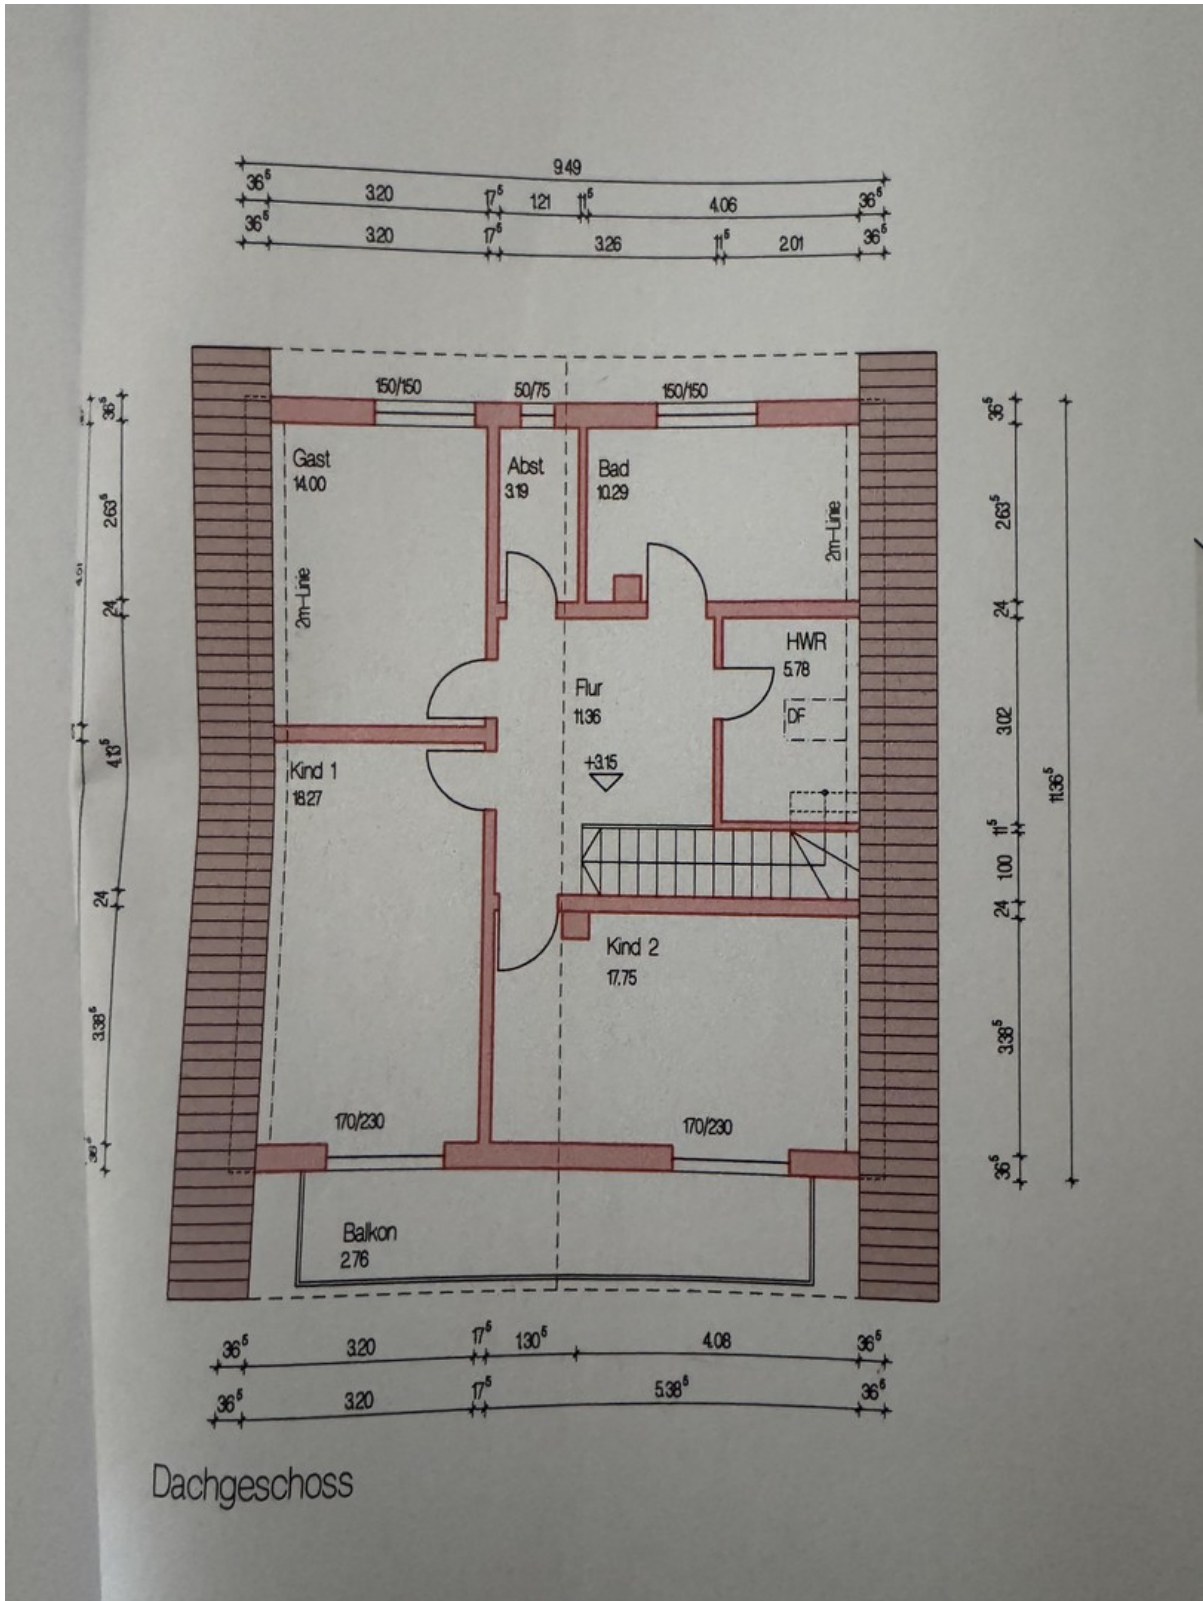 9.49
36⁵ 3.20 17⁵ 1.21 11⁵ 4.06 36⁵
36⁵ 3.20 17⁵ 3.26 11⁵ 2.01 36⁵
150/150 50/75 150/150
36⁵
36⁵
Gast
14.00
Abst
3.19
Bad
10.29
2.63⁵
2m-Linie
2.63⁵
2m-Linie
24
24
HWR
5.78
Flur
11.36
DF
3.02
+3.15
4.13⁵
Kind 1
18.27
11.36⁵
11⁵
1.00
24
24
Kind 2
17.75
3.38⁵
3.38⁵
170/230
170/230
36⁵
36⁵
Balkon
2.76
36⁵ 3.20 17⁵ 1.30⁵ 4.08 36⁵
36⁵ 3.20 17⁵ 5.38⁵ 36⁵
Dachgeschoss